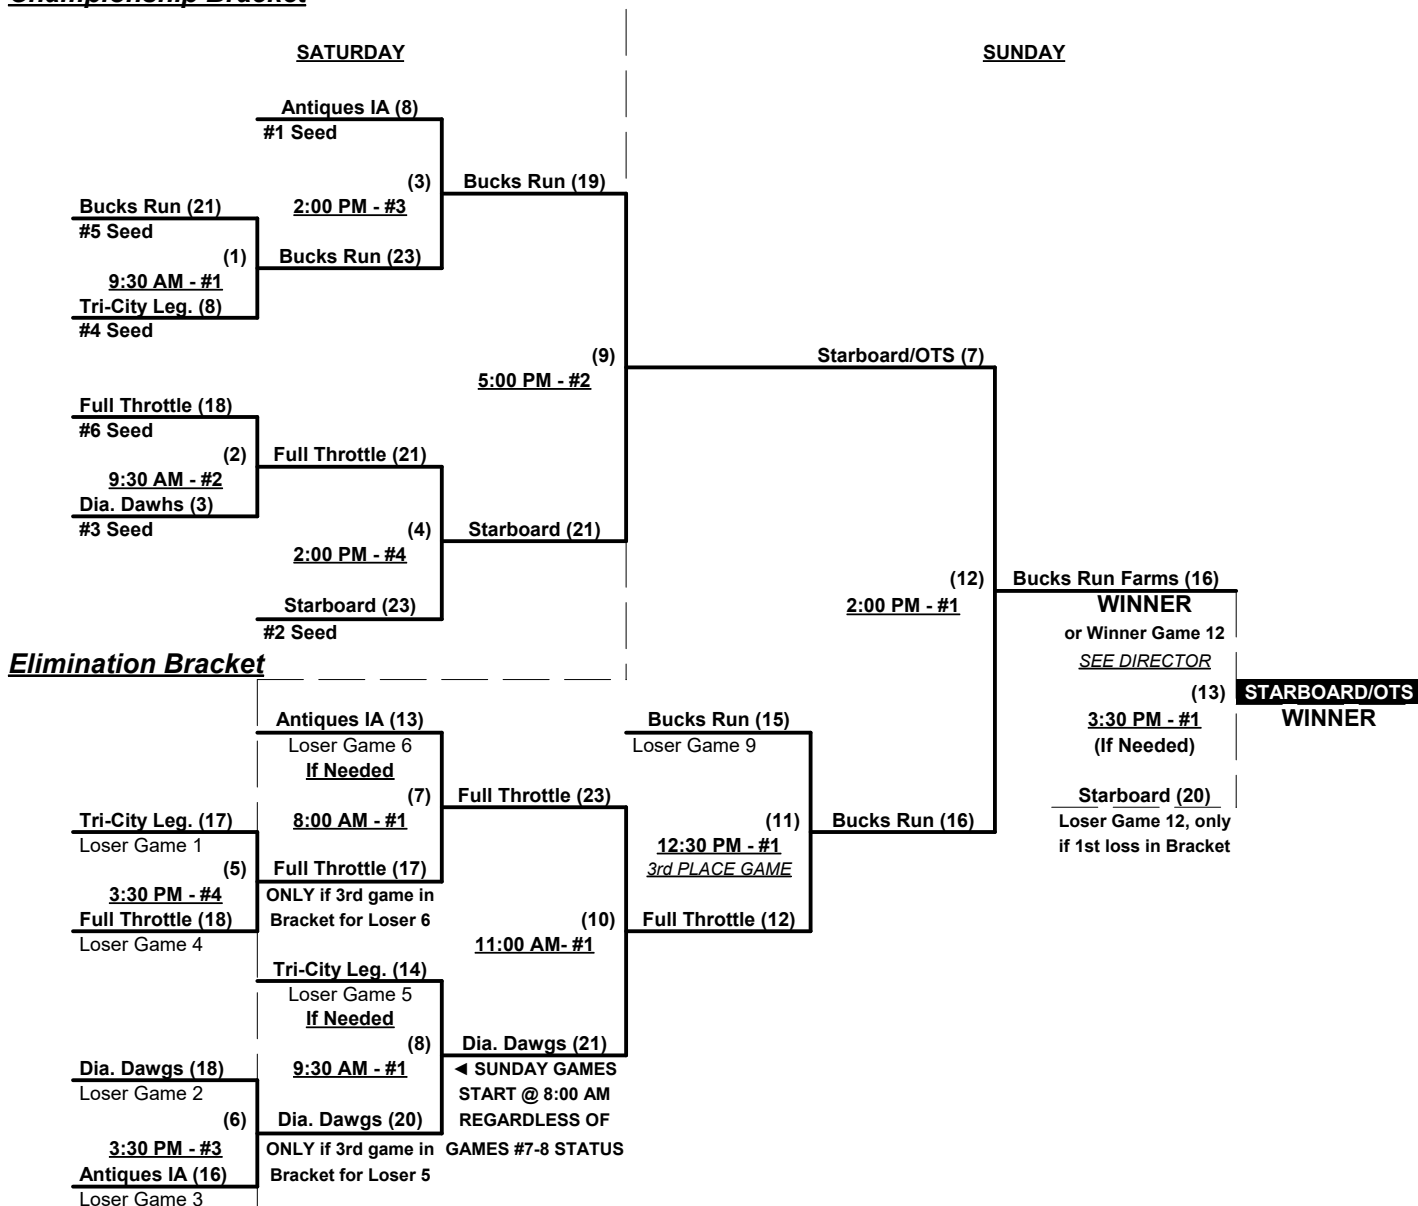 Championship Bracket
SATURDAY
SUNDAY
Antiques IA (8)
#1 Seed
(3)
2:00 PM - #3
Bucks Run (19)
Bucks Run (21)
#5 Seed
(1)
9:30 AM - #1
Bucks Run (23)
Tri-City Leg. (8)
#4 Seed
(9)
5:00 PM - #2
Starboard/OTS (7)
Full Throttle (18)
#6 Seed
(2)
9:30 AM - #2
Full Throttle (21)
Dia. Dawhs (3)
#3 Seed
(4)
2:00 PM - #4
Starboard (21)
Starboard (23)
#2 Seed
(12)
2:00 PM - #1
Bucks Run Farms (16)
WINNER
or Winner Game 12
SEE DIRECTOR
(13)
3:30 PM - #1
(If Needed)
STARBOARD/OTS
WINNER
Starboard (20)
Loser Game 12, only
if 1st loss in Bracket
Elimination Bracket
Antiques IA (13)
Loser Game 6
If Needed
(7)
8:00 AM - #1
Full Throttle (23)
Bucks Run (15)
Loser Game 9
(11)
12:30 PM - #1
3rd PLACE GAME
Bucks Run (16)
Tri-City Leg. (17)
Loser Game 1
(5)
3:30 PM - #4
Full Throttle (17)
ONLY if 3rd game in
Bracket for Loser 6
Full Throttle (18)
Loser Game 4
(10)
11:00 AM- #1
Full Throttle (12)
Tri-City Leg. (14)
Loser Game 5
If Needed
(8)
9:30 AM - #1
Dia. Dawgs (21)
◄ SUNDAY GAMES
START @ 8:00 AM
REGARDLESS OF
GAMES #7-8 STATUS
Dia. Dawgs (18)
Loser Game 2
(6)
3:30 PM - #3
Dia. Dawgs (20)
ONLY if 3rd game in
Bracket for Loser 5
Antiques IA (16)
Loser Game 3